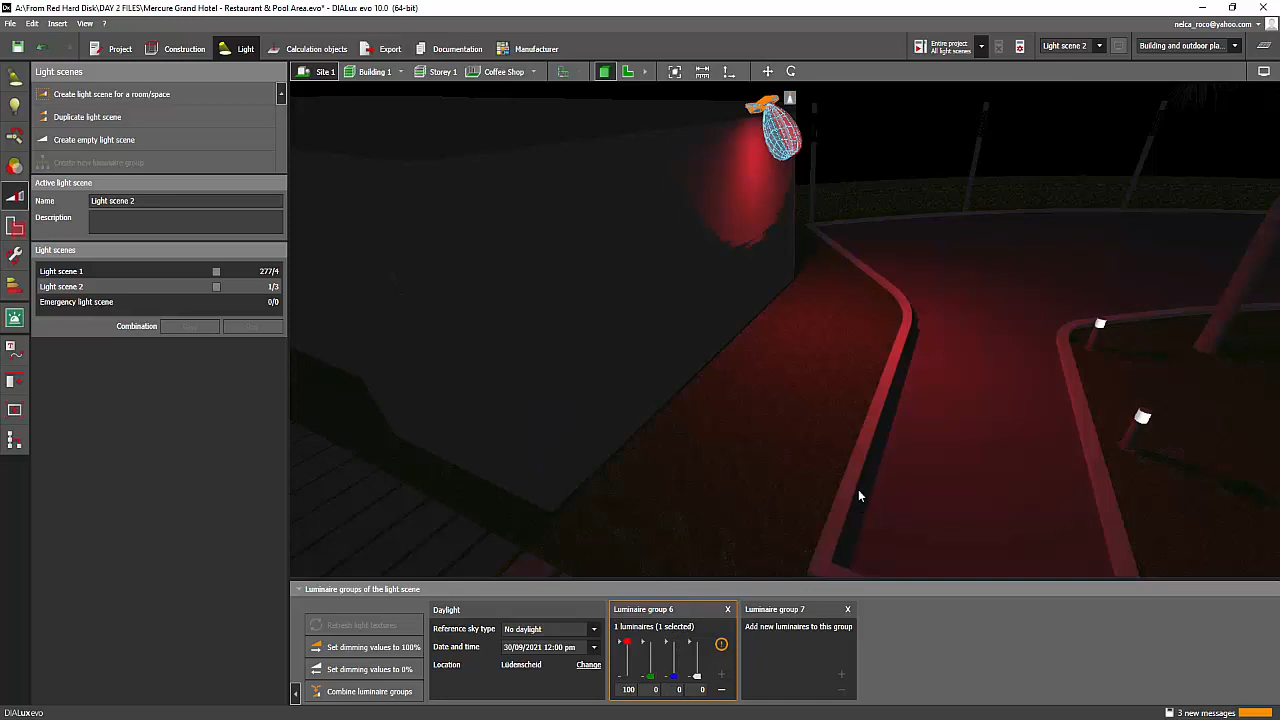 A:\From Red Hard Disk\DAY 2 FILES\Mercure Grand Hotel - Restaurant & Pool Area.evo* - DIALux evo 10.0 (64-bit)
File Edit Insert View ?
nelca_roco@yahoo.com
Project Construction Light Calculation objects Export Documentation Manufacturer
Entire project
All light scenes
Light scene 2
Building and outdoor pla...
Light scenes
Site 1 Building 1 Storey 1 Coffee Shop
Create light scene for a room/space
Duplicate light scene
Create empty light scene
Create new luminaire group
Active light scene
Name Light scene 2
Description
Light scenes
Light scene 1 277/4
Light scene 2 1/3
Emergency light scene 0/0
Combination
Luminaire groups of the light scene
Refresh light textures
Set dimming values to 100%
Set dimming values to 0%
Combine luminaire groups
Daylight
Reference sky type No daylight
Date and time 30/09/2021 12:00 pm
Location Lüdenscheid Change
Luminaire group 6 X
1 luminaires (1 selected)
100 0 0 0
Luminaire group 7 X
Add new luminaires to this group
DIALux evo
3 new messages